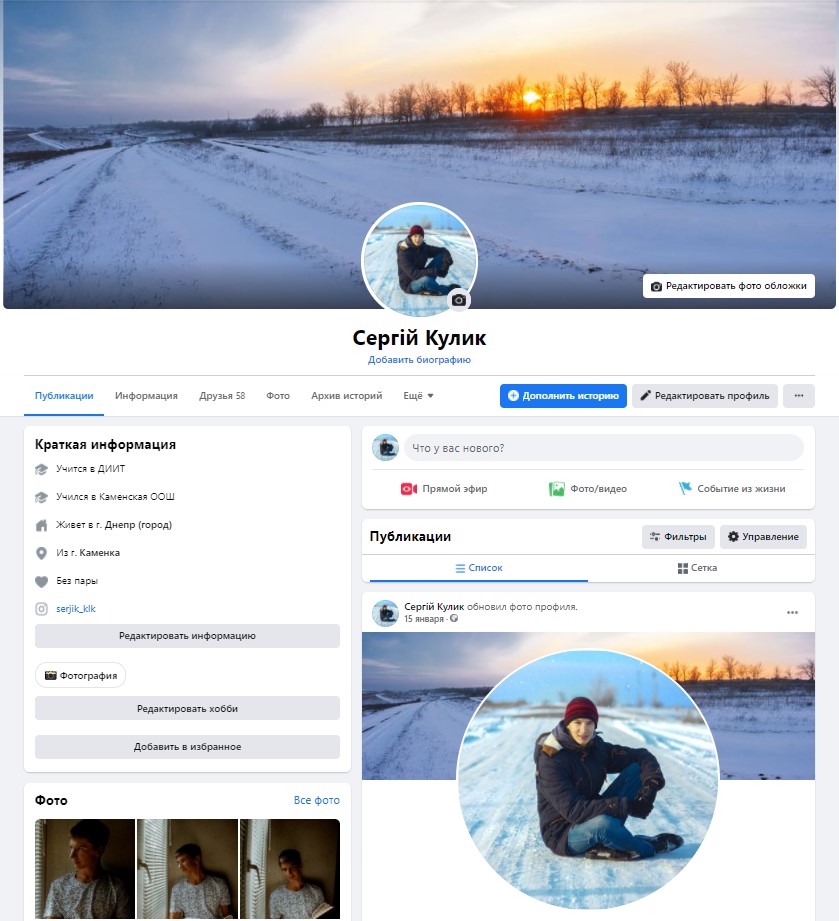 Редактировать фото обложки
Сергій Кулик
Добавить биографию
Публикации
Информация
Друзья 58
Фото
Архив историй
Ещё
Дополнить историю
Редактировать профиль
Краткая информация
Учится в ДИИТ
Учился в Каменская ООШ
Живет в г. Днепр (город)
Из г. Каменка
Без пары
serjik_klk
Редактировать информацию
Фотография
Редактировать хобби
Добавить в избранное
Фото
Все фото
Что у вас нового?
Прямой эфир
Фото/видео
Событие из жизни
Публикации
Фильтры
Управление
Список
Сетка
Сергій Кулик обновил фото профиля.
15 января ·